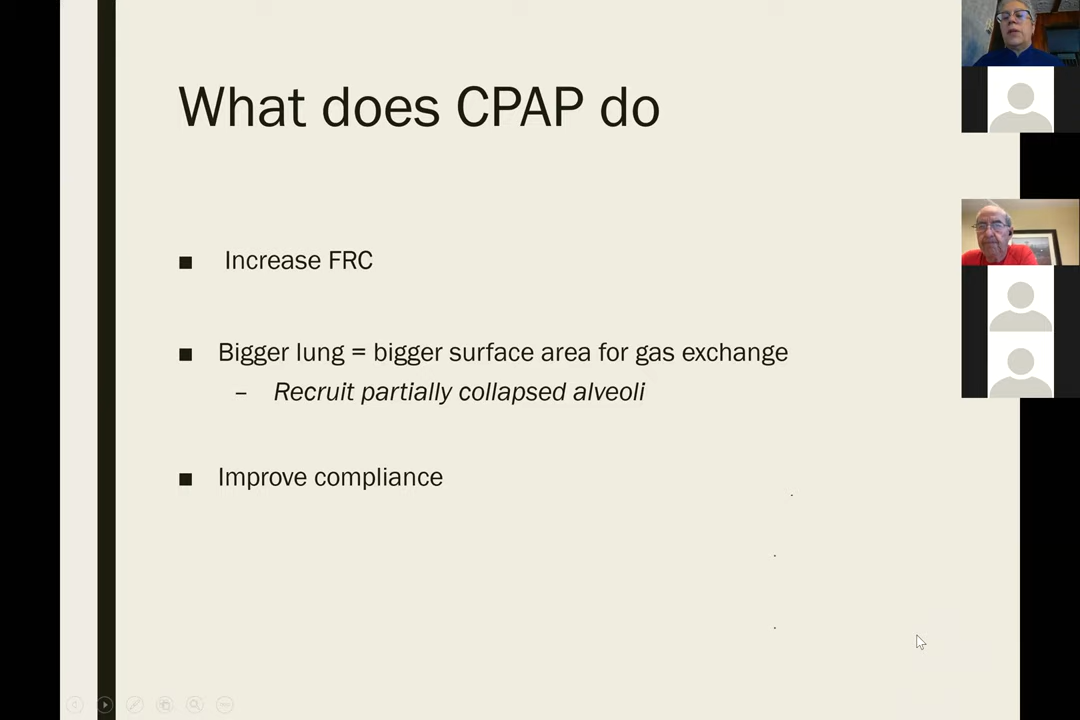 What does CPAP do
■ Increase FRC
■ Bigger lung = bigger surface area for gas exchange
– Recruit partially collapsed alveoli
■ Improve compliance